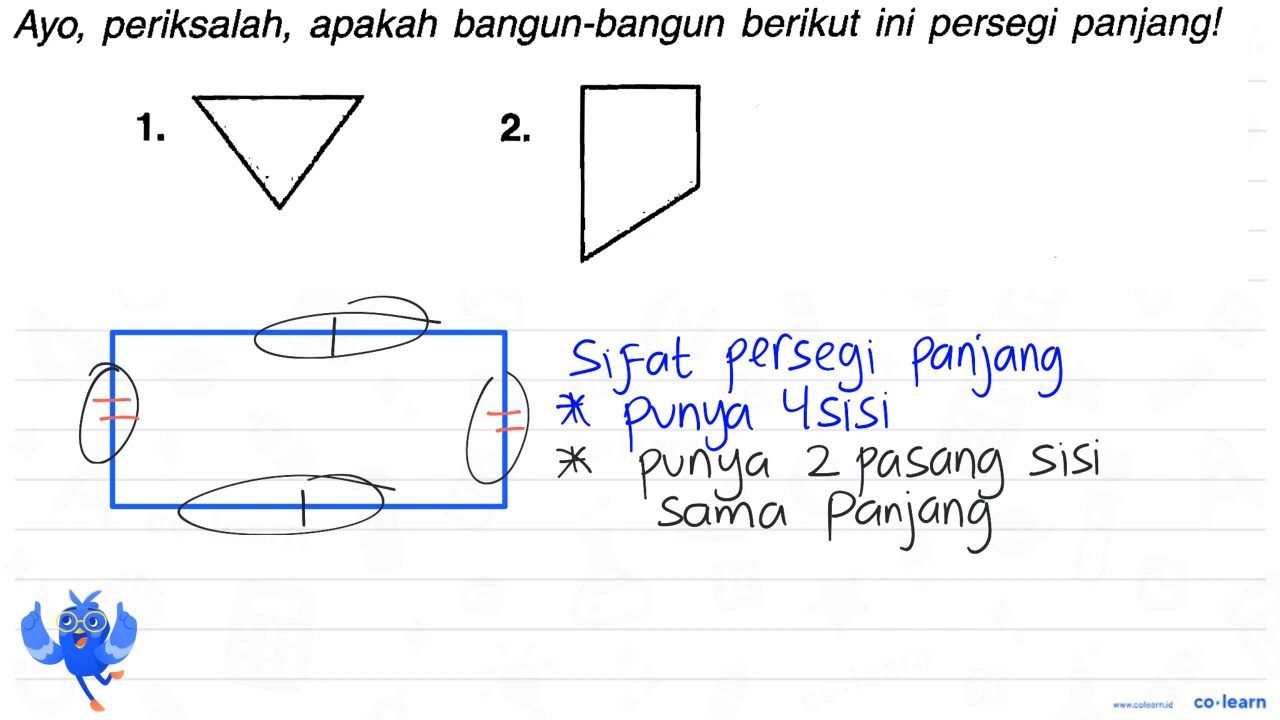 Ayo, periksalah, apakah bangun-bangun berikut ini persegi panjang!
1.
2.
Sifat persegi panjang
* punya 4 sisi
* punya 2 pasang sisi
sama panjang
www.colearn.id
co·learn